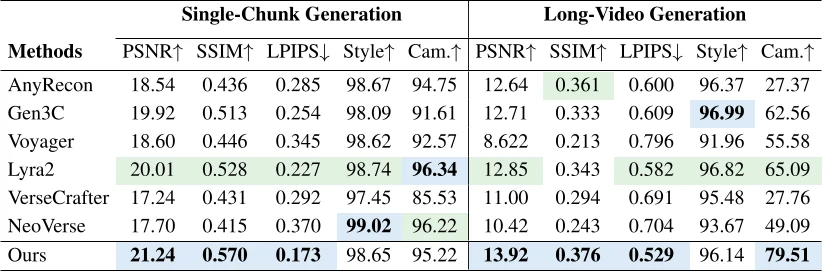 Single-Chunk Generation Long-Video Generation
Methods PSNR↑ SSIM↑ LPIPS↓ Style↑ Cam.↑ PSNR↑ SSIM↑ LPIPS↓ Style↑ Cam.↑
AnyRecon 18.54 0.436 0.285 98.67 94.75 12.64 0.361 0.600 96.37 27.37
Gen3C 19.92 0.513 0.254 98.09 91.61 12.71 0.333 0.609 96.99 62.56
Voyager 18.60 0.446 0.345 98.62 92.57 8.622 0.213 0.796 91.96 55.58
Lyra2 20.01 0.528 0.227 98.74 96.34 12.85 0.343 0.582 96.82 65.09
VerseCrafter 17.24 0.431 0.292 97.45 85.53 11.00 0.294 0.691 95.48 27.76
NeoVerse 17.70 0.415 0.370 99.02 96.22 10.42 0.243 0.704 93.67 49.09
Ours 21.24 0.570 0.173 98.65 95.22 13.92 0.376 0.529 96.14 79.51